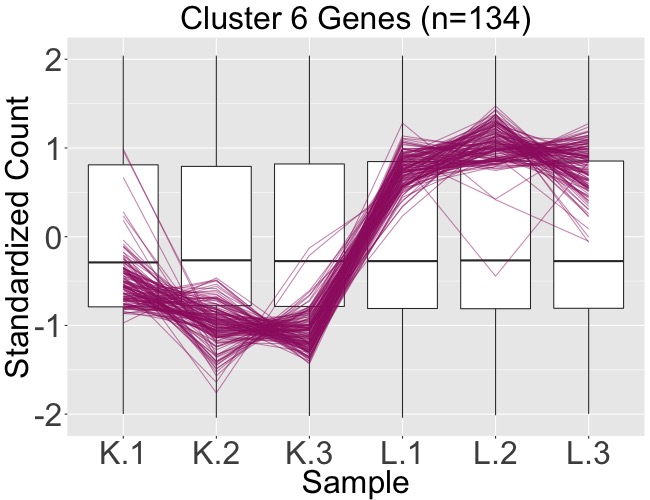 Cluster 6 Genes (n=134)
Standardized Count
2
1
0
-1
-2
K.1 K.2 K.3 L.1 L.2 L.3
Sample